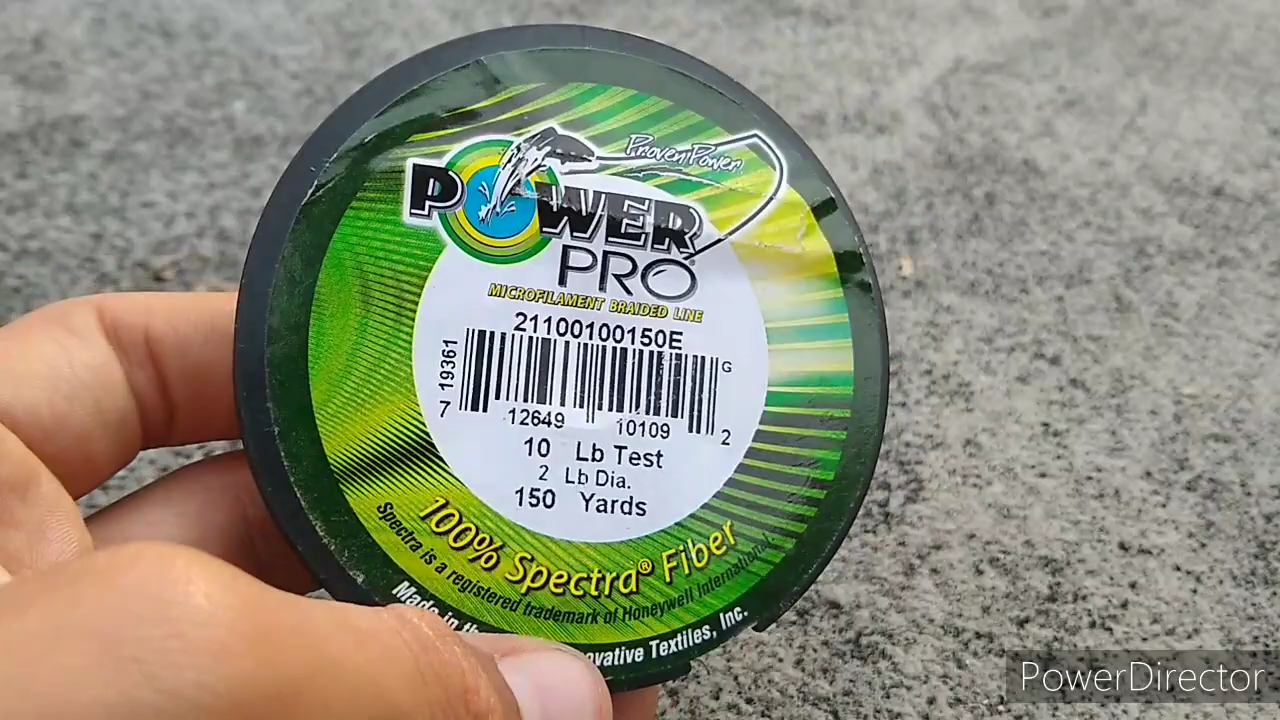 ProvenPower
POWER
PRO
MICROFILAMENT BRAIDED LINE
21100100150E
19361
G
7 12649 10109 2
10 Lb Test
2 Lb Dia.
150 Yards
100% Spectra® Fiber
Spectra is a registered trademark of Honeywell International.
Made in th
ovative Textiles, Inc.
PowerDirector